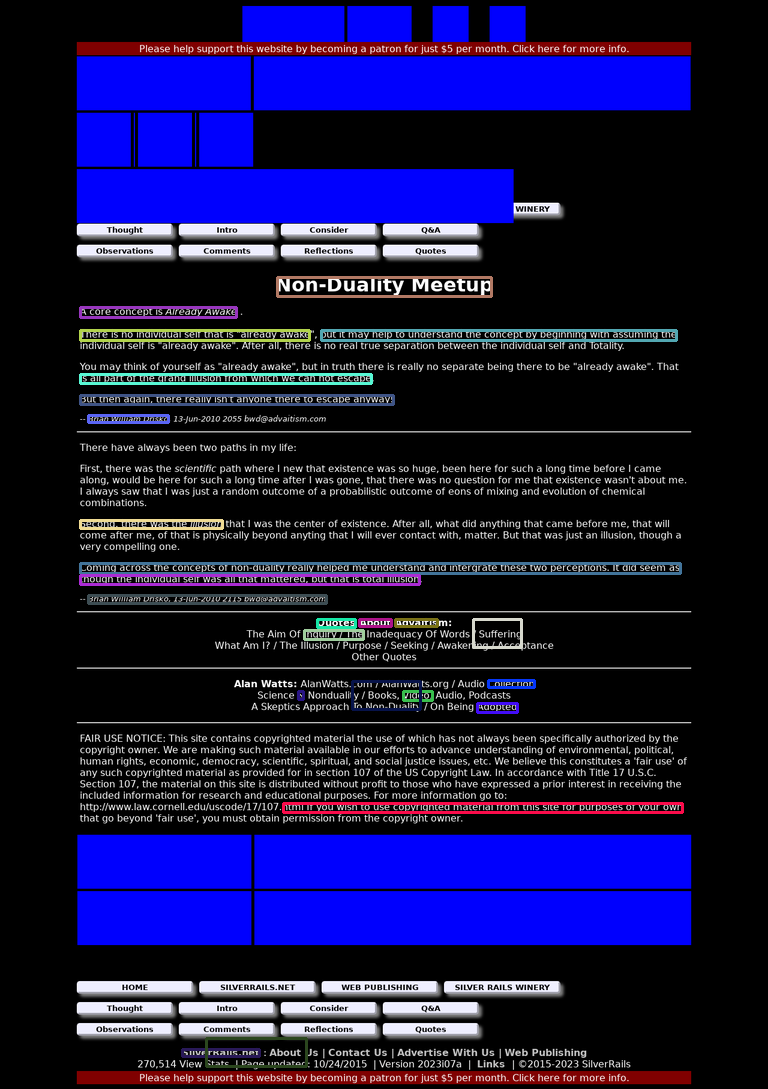 Please help support this website by becoming a patron for just $5 per month. Click here for more info.
WINERY
Thought Intro Consider Q&A
Observations Comments Reflections Quotes
Non-Duality Meetup
A core concept is Already Awake .
There is no individual self that is "already awake", but it may help to understand the concept by beginning with assuming the
individual self is "already awake". After all, there is no real true separation between the individual self and Totality.
You may think of yourself as "already awake", but in truth there is really no separate being there to be "already awake". That
is all part of the grand illusion from which we can not escape.
But then again, there really isn't anyone there to escape anyway!
-- Brian William Drisko, 13-Jun-2010 2055 bwd@advaitism.com
There have always been two paths in my life:
First, there was the scientific path where I new that existence was so huge, been here for such a long time before I came
along, would be here for such a long time after I was gone, that there was no question for me that existence wasn't about me.
I always saw that I was just a random outcome of a probabilistic outcome of eons of mixing and evolution of chemical
combinations.
Second, there was the illusion that I was the center of existence. After all, what did anything that came before me, that will
come after me, of that is physically beyond anyting that I will ever contact with, matter. But that was just an illusion, though a
very compelling one.
Coming across the concepts of non-duality really helped me understand and intergrate these two perceptions. It did seem as
though the individual self was all that mattered, but that is total illusion.
-- Brian William Drisko, 13-Jun-2010 2115 bwd@advaitism.com
Quotes About Advaitism:
The Aim Of Inquiry / The Inadequacy Of Words / Suffering
What Am I? / The Illusion / Purpose / Seeking / Awakening / Acceptance
Other Quotes
Alan Watts: AlanWatts.com / AlanWatts.org / Audio Collection
Science Nonduality / Books, Video, Audio, Podcasts
A Skeptics Approach To Non-Duality / On Being Adopted
FAIR USE NOTICE: This site contains copyrighted material the use of which has not always been specifically authorized by the
copyright owner. We are making such material available in our efforts to advance understanding of environmental, political,
human rights, economic, democracy, scientific, spiritual, and social justice issues, etc. We believe this constitutes a 'fair use' of
any such copyrighted material as provided for in section 107 of the US Copyright Law. In accordance with Title 17 U.S.C.
Section 107, the material on this site is distributed without profit to those who have expressed a prior interest in receiving the
included information for research and educational purposes. For more information go to:
http://www.law.cornell.edu/uscode/17/107.html If you wish to use copyrighted material from this site for purposes of your own
that go beyond 'fair use', you must obtain permission from the copyright owner.
HOME SILVERRAILS.NET WEB PUBLISHING SILVER RAILS WINERY
Thought Intro Consider Q&A
Observations Comments Reflections Quotes
SilverRails.net : About Us | Contact Us | Advertise With Us | Web Publishing
270,514 View Stats | Page updated: 10/24/2015 | Version 2023i07a | Links | ©2015-2023 SilverRails
Please help support this website by becoming a patron for just $5 per month. Click here for more info.